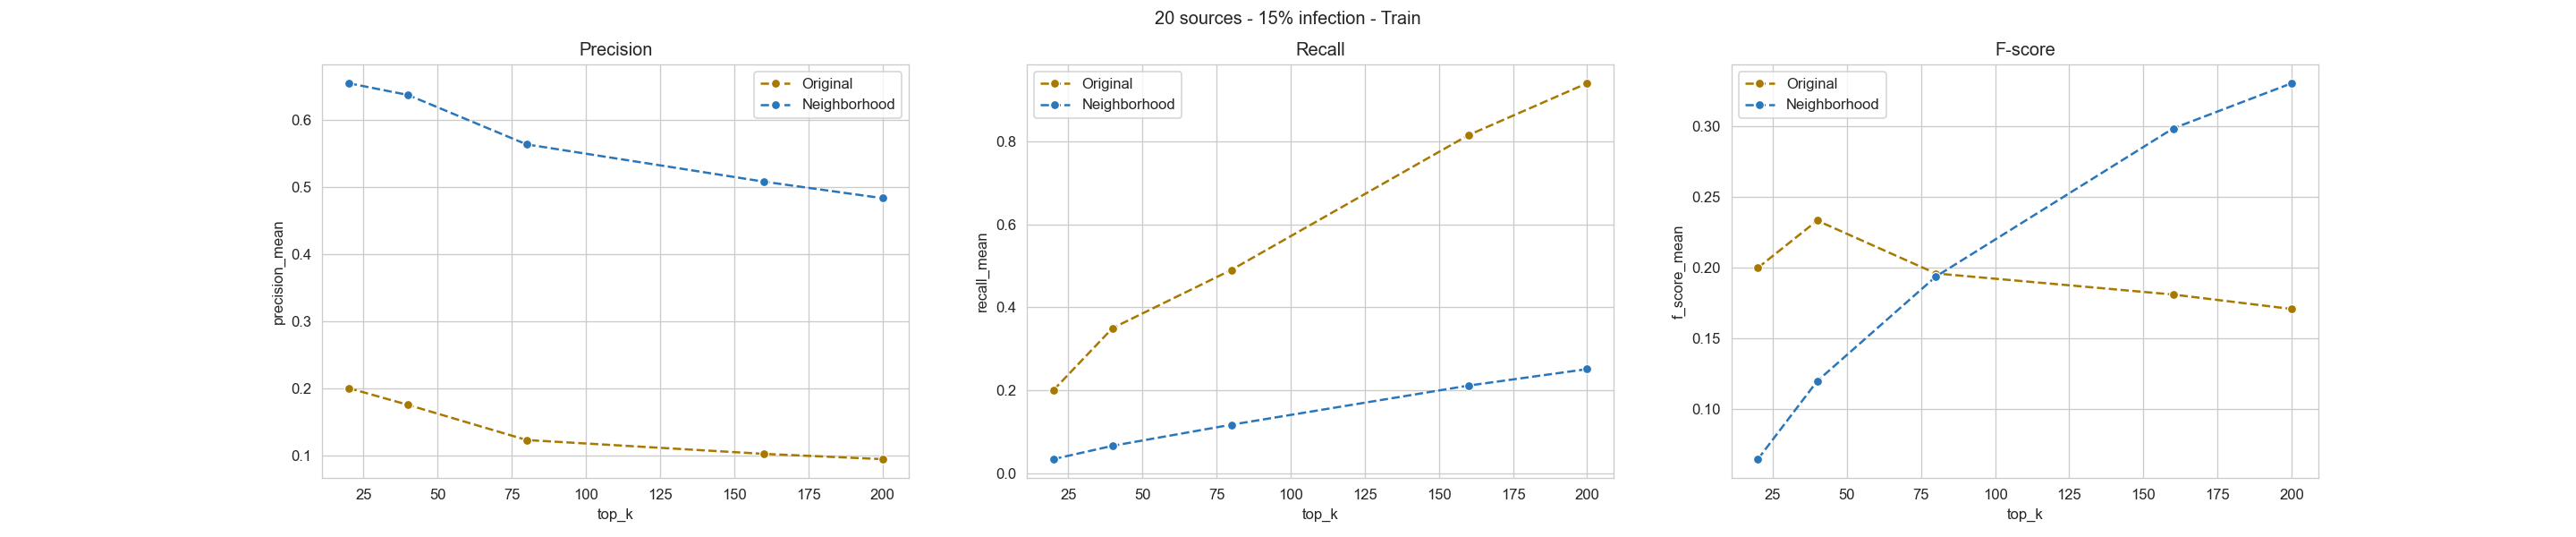 20 sources - 15% infection - Train
Precision
Original
Neighborhood
precision_mean
0.6
0.5
0.4
0.3
0.2
0.1
25 50 75 100 125 150 175 200
top_k
Recall
Original
Neighborhood
recall_mean
0.8
0.6
0.4
0.2
0.0
25 50 75 100 125 150 175 200
top_k
F-score
Original
Neighborhood
f_score_mean
0.30
0.25
0.20
0.15
0.10
25 50 75 100 125 150 175 200
top_k